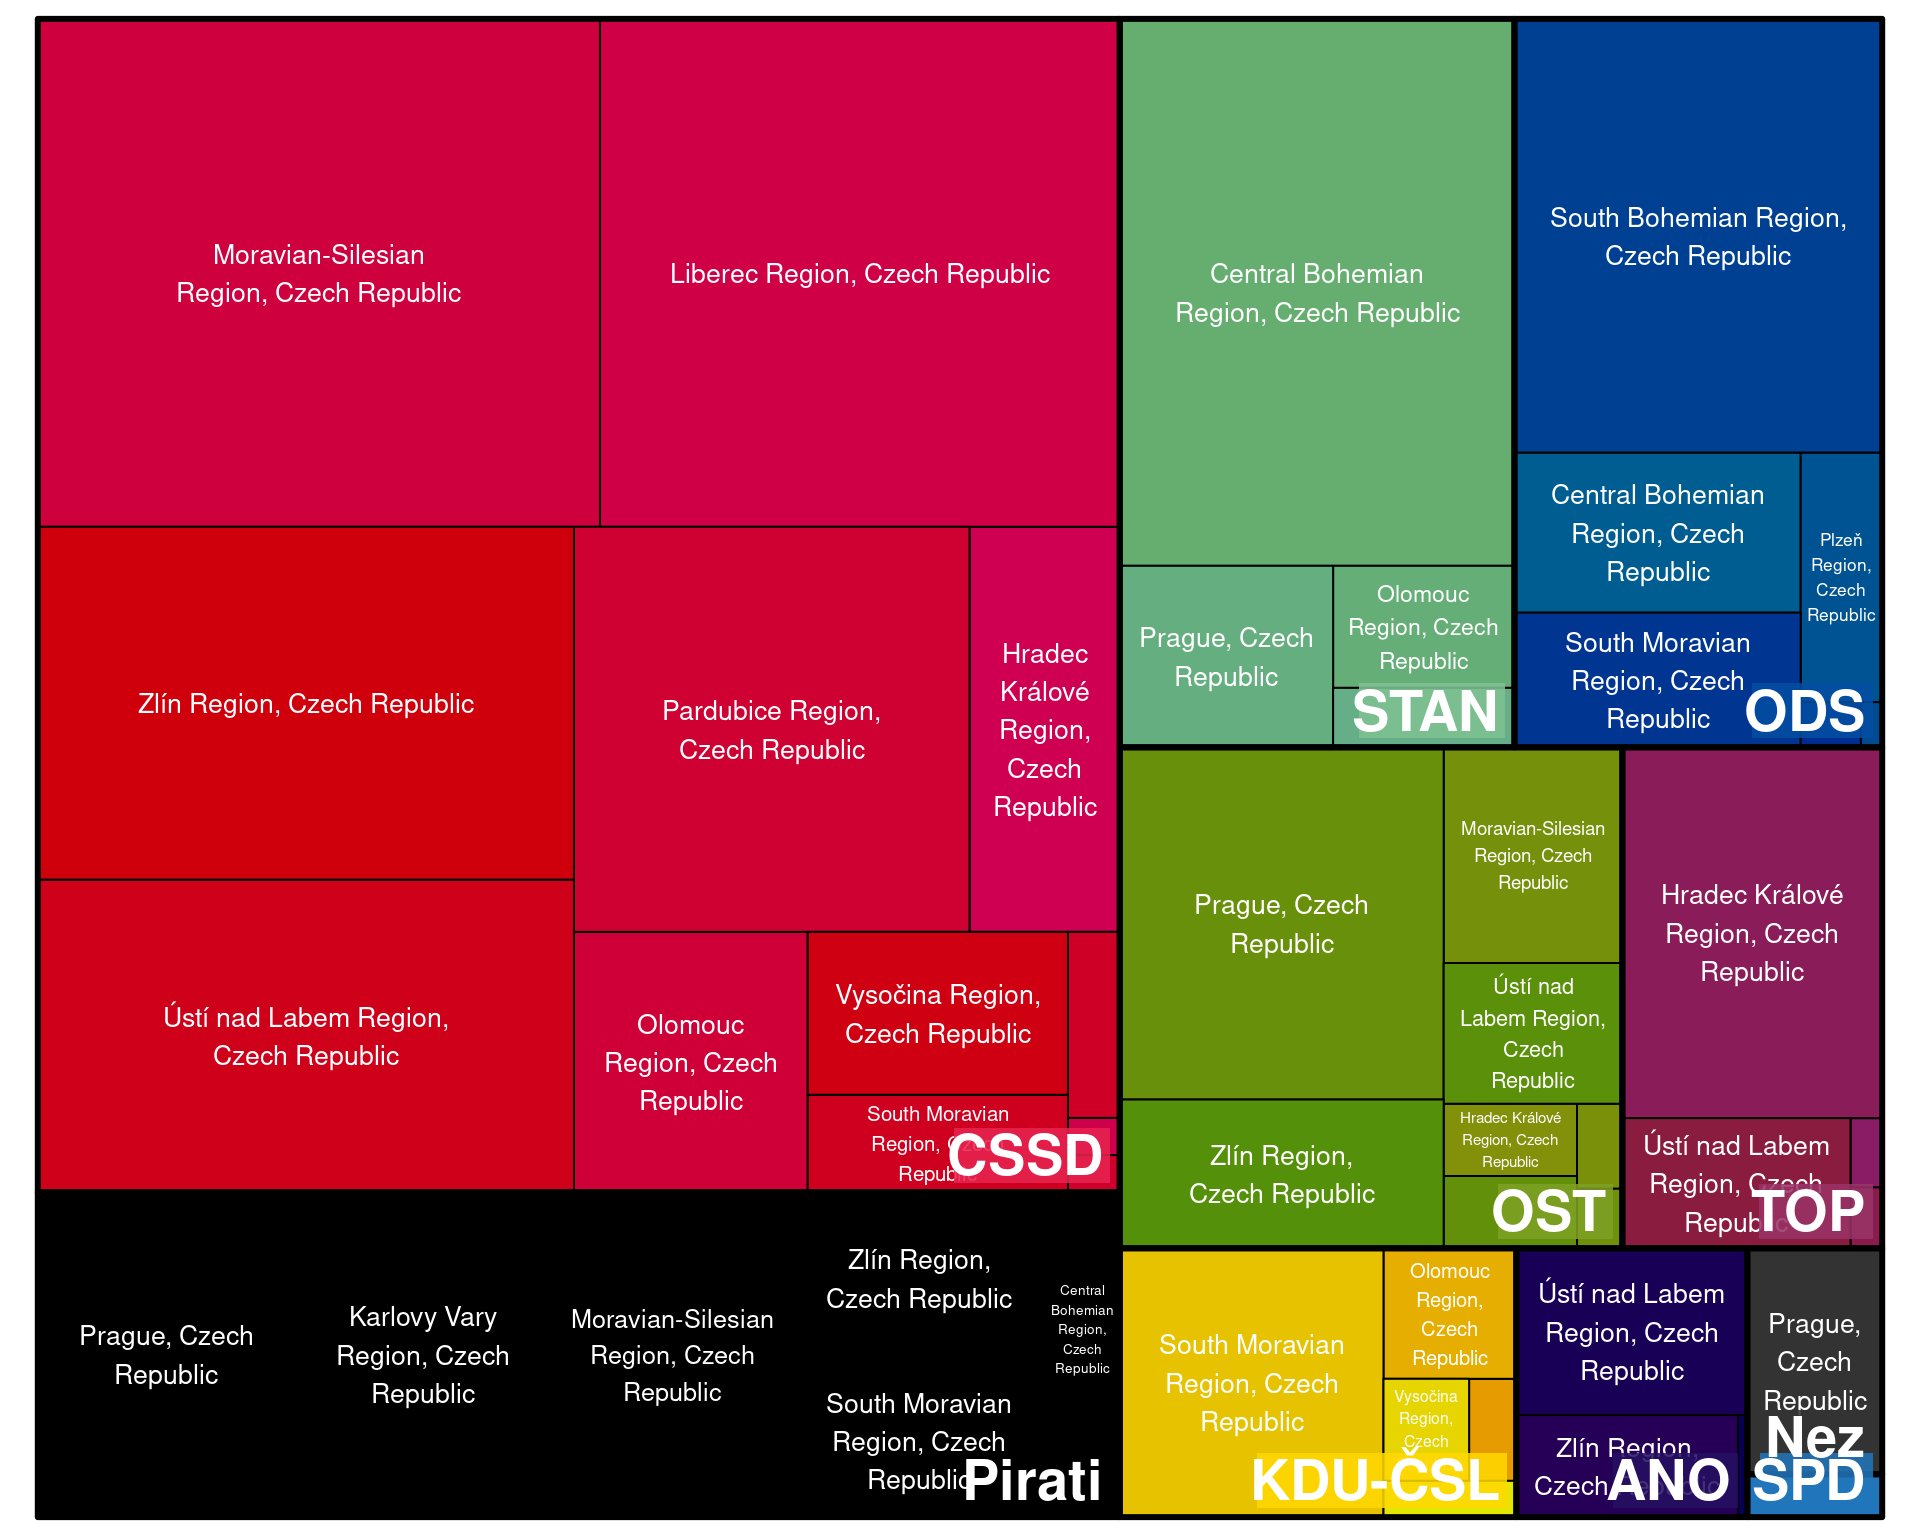 Moravian-Silesian
Region, Czech Republic
Liberec Region, Czech Republic
Zlín Region, Czech Republic
Pardubice Region,
Czech Republic
Hradec
Králové
Region,
Czech
Republic
Ústí nad Labem Region,
Czech Republic
Olomouc
Region, Czech
Republic
Vysočina Region,
Czech Republic
South Moravian
Region,
CSSD
Prague, Czech
Republic
Karlovy Vary
Region, Czech
Republic
Moravian-Silesian
Region, Czech
Republic
Zlín Region,
Czech Republic
South Moravian
Region, Czech
Republic
Central
Bohemian
Region,
Czech
Republic
Pirati
Central Bohemian
Region, Czech Republic
Prague, Czech
Republic
Olomouc
Region, Czech
Republic
STAN
South Bohemian Region,
Czech Republic
Central Bohemian
Region, Czech
Republic
Plzeň
Region,
Czech
Republic
South Moravian
Region, Czech
Republic
ODS
Prague, Czech
Republic
Moravian-Silesian
Region, Czech
Republic
Ústí nad
Labem Region,
Czech
Republic
Zlín Region,
Czech Republic
Hradec Králové
Region, Czech
Republic
OST
Hradec Králové
Region, Czech
Republic
Ústí nad Labem
Region, Czech
TOP
South Moravian
Region, Czech
Republic
Olomouc
Region,
Czech
Republic
Vysočina
Region,
Czech
KDU-ČSL
Ústí nad Labem
Region, Czech
Republic
Zlín Region,
Czech
ANO
Prague,
Czech
Republic
Nez
SPD